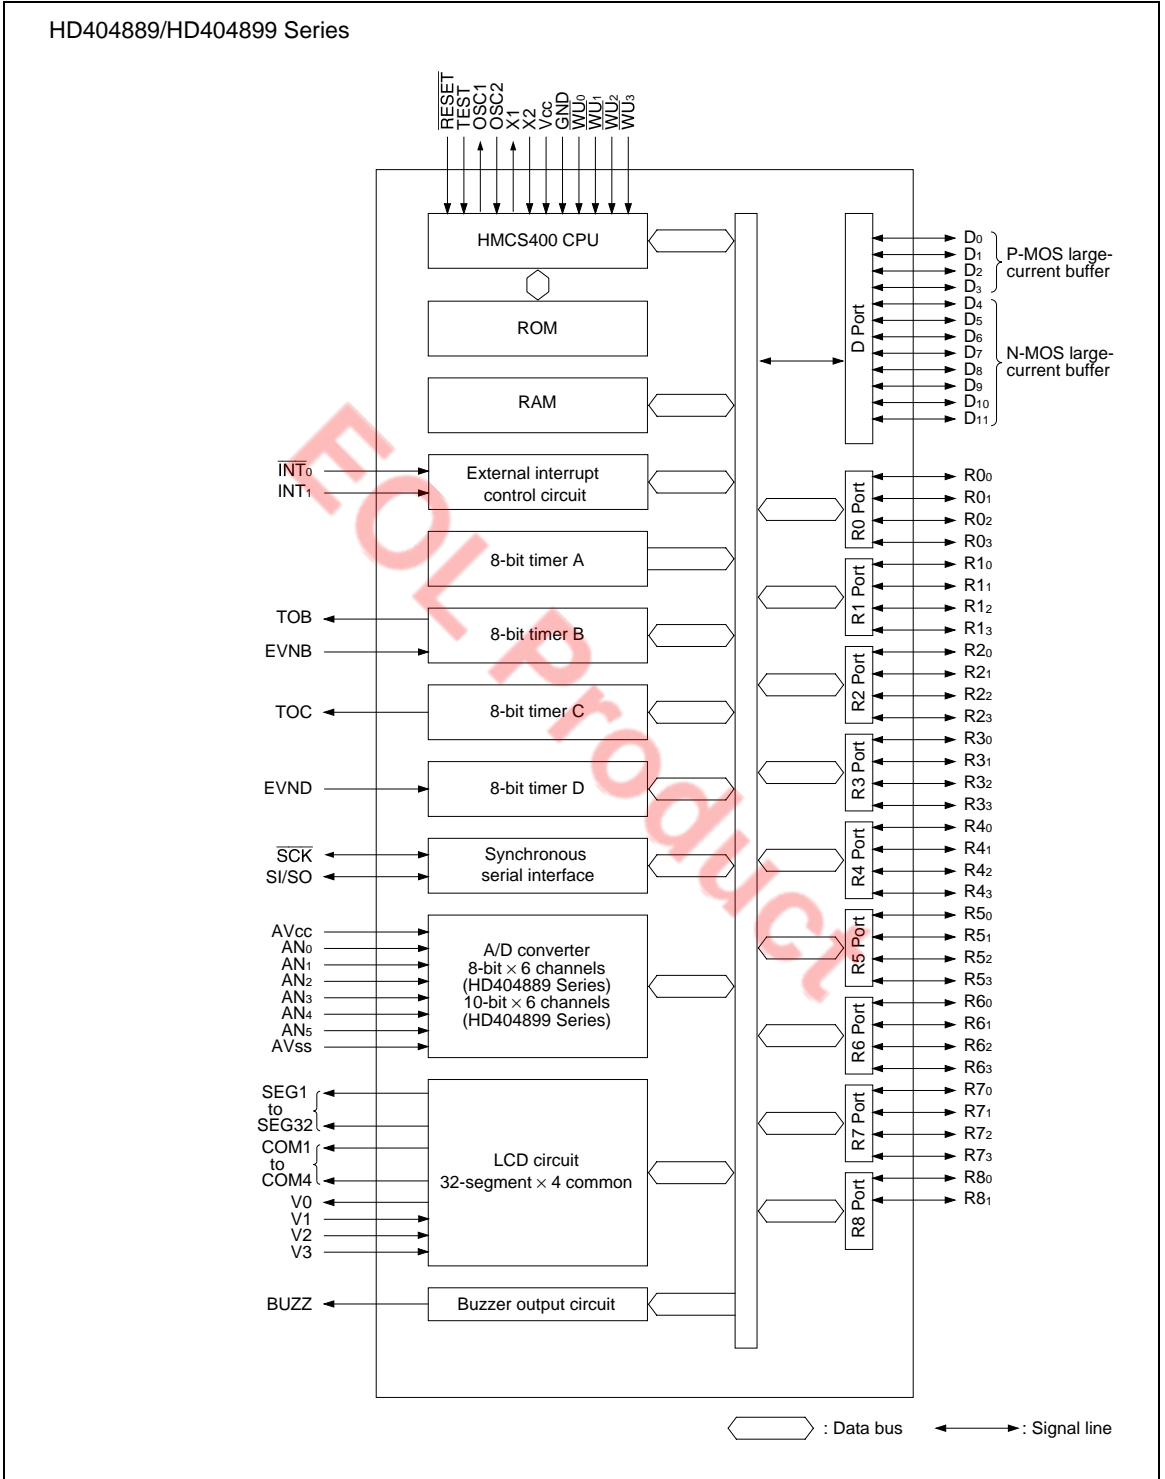 HD404889/HD404899 Series
RESET
TEST
OSC1
OSC2
X1
X2
Vcc
GND
WU0
WU1
WU2
WU3
HMCS400 CPU
ROM
RAM
INT0
INT1
External interrupt
control circuit
8-bit timer A
TOB
EVNB
8-bit timer B
TOC
8-bit timer C
EVND
8-bit timer D
SCK
SI/SO
Synchronous
serial interface
AVcc
AN0
AN1
AN2
AN3
AN4
AN5
AVss
A/D converter
8-bit × 6 channels
(HD404889 Series)
10-bit × 6 channels
(HD404899 Series)
SEG1
to
SEG32
COM1
to
COM4
V0
V1
V2
V3
LCD circuit
32-segment × 4 common
BUZZ
Buzzer output circuit
D Port
D0
D1
D2
D3
D4
D5
D6
D7
D8
D9
D10
D11
P-MOS large-
current buffer
N-MOS large-
current buffer
R0 Port
R00
R01
R02
R03
R1 Port
R10
R11
R12
R13
R2 Port
R20
R21
R22
R23
R3 Port
R30
R31
R32
R33
R4 Port
R40
R41
R42
R43
R5 Port
R50
R51
R52
R53
R6 Port
R60
R61
R62
R63
R7 Port
R70
R71
R72
R73
R8 Port
R80
R81
: Data bus
: Signal line
EOL Product